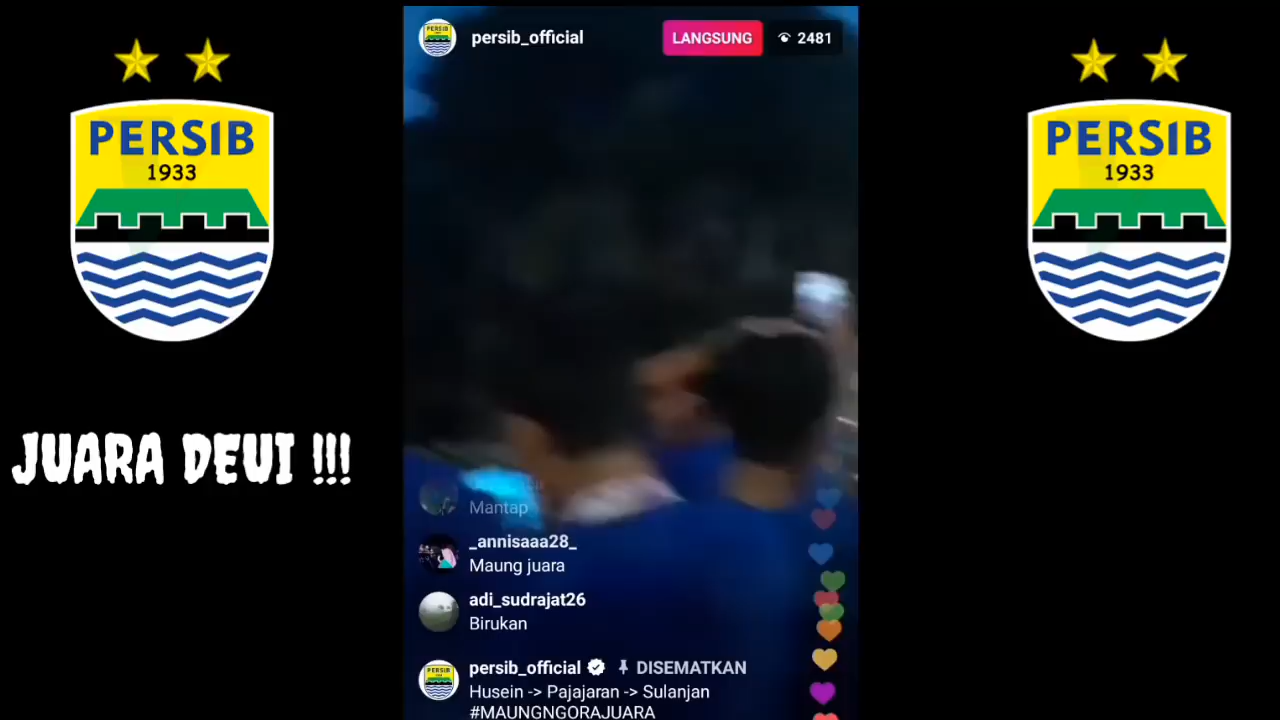 persib_official
LANGSUNG
2481
PERSIB
1933
PERSIB
1933
JUARA DEUI !!!
Mantap
_annisaaa28_
Maung juara
adi_sudrajat26
Birukan
persib_official
DISEMATKAN
Husein -> Pajajaran -> Sulanjan
#MAUNGNGORAJUARA